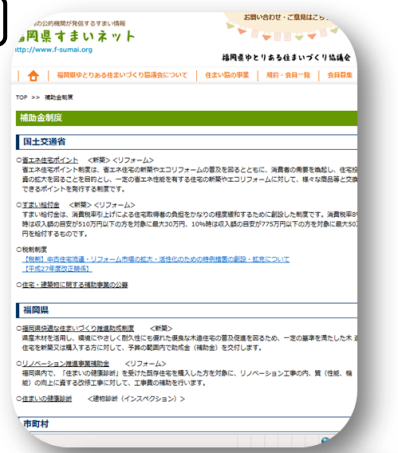 の公的機関が発信するすまい情報
お問い合わせ・ご意見はこちら
岡県すまいネット
http://www.f-sumai.org
福岡県ゆとりある住まいづくり協議会
福岡県ゆとりある住まいづくり協議会について
住まい協の事業
規約・会員一覧
会員募集
TOP >> 補助金制度
補助金制度
国土交通省
○省エネ住宅ポイント <新築> <リフォーム>
省エネ住宅ポイント制度は、省エネ住宅の新築やエコリフォームの普及を図るとともに、消費者の需要を喚起し、住宅投
資の拡大を図ることを目的とし、一定の省エネ性能を有する住宅の新築やエコリフォームに対して、様々な商品等と交換
できるポイントを発行する制度です。
○すまい給付金 <新築> <リフォーム>
すまい給付金は、消費税率引上げによる住宅取得者の負担をかなりの程度緩和するために創設した制度です。消費税率8%
時は収入額の目安が510万円以下の方を対象に最大30万円、10%時は収入額の目安が775万円以下の方を対象に最大50
円を給付するものです。
○税制制度
【税制】中古住宅流通・リフォーム市場の拡大・活性化のための特例措置の創設・拡充について
【平成27年度改正関係】
○住宅・建築物に関する補助事業の公募
福岡県
○福岡県快適な住まいづくり推進助成制度 <新築>
県産木材を活用し、環境にやさしく耐久性にも優れた優良な木造住宅の普及促進を図るため、一定の基準を満たした木造
住宅を新築又は購入する方に対して、予算の範囲内で助成金（補助金）を交付します。
○リノベーション推進事業補助金 <リフォーム>
福岡県内で、「住まいの健康診断」を受けた既存住宅を購入した方を対象に、リノベーション工事の内、質（性能、機
能）の向上に資する改修工事に対して、工事費の補助を行います。
○住まいの健康診断 <建物診断（インスペクション）>
市町村